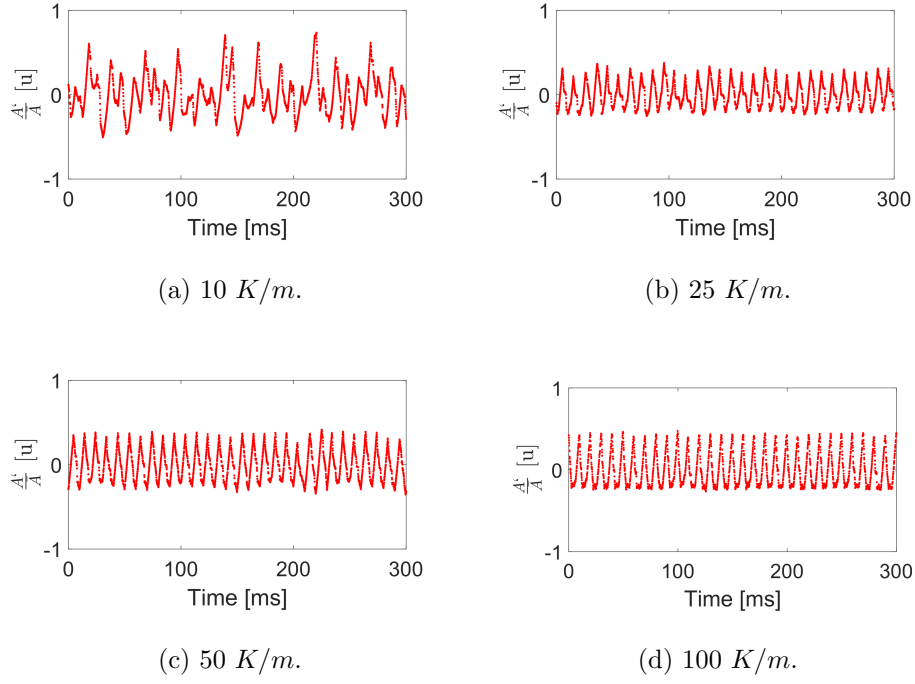 1
0
-1
A‘/A [u]
0 100 200 300
Time [ms]
(a) 10 K/m.
1
0
-1
A‘/A [u]
0 100 200 300
Time [ms]
(b) 25 K/m.
1
0
-1
A‘/A [u]
0 100 200 300
Time [ms]
(c) 50 K/m.
1
0
-1
A‘/A [u]
0 100 200 300
Time [ms]
(d) 100 K/m.